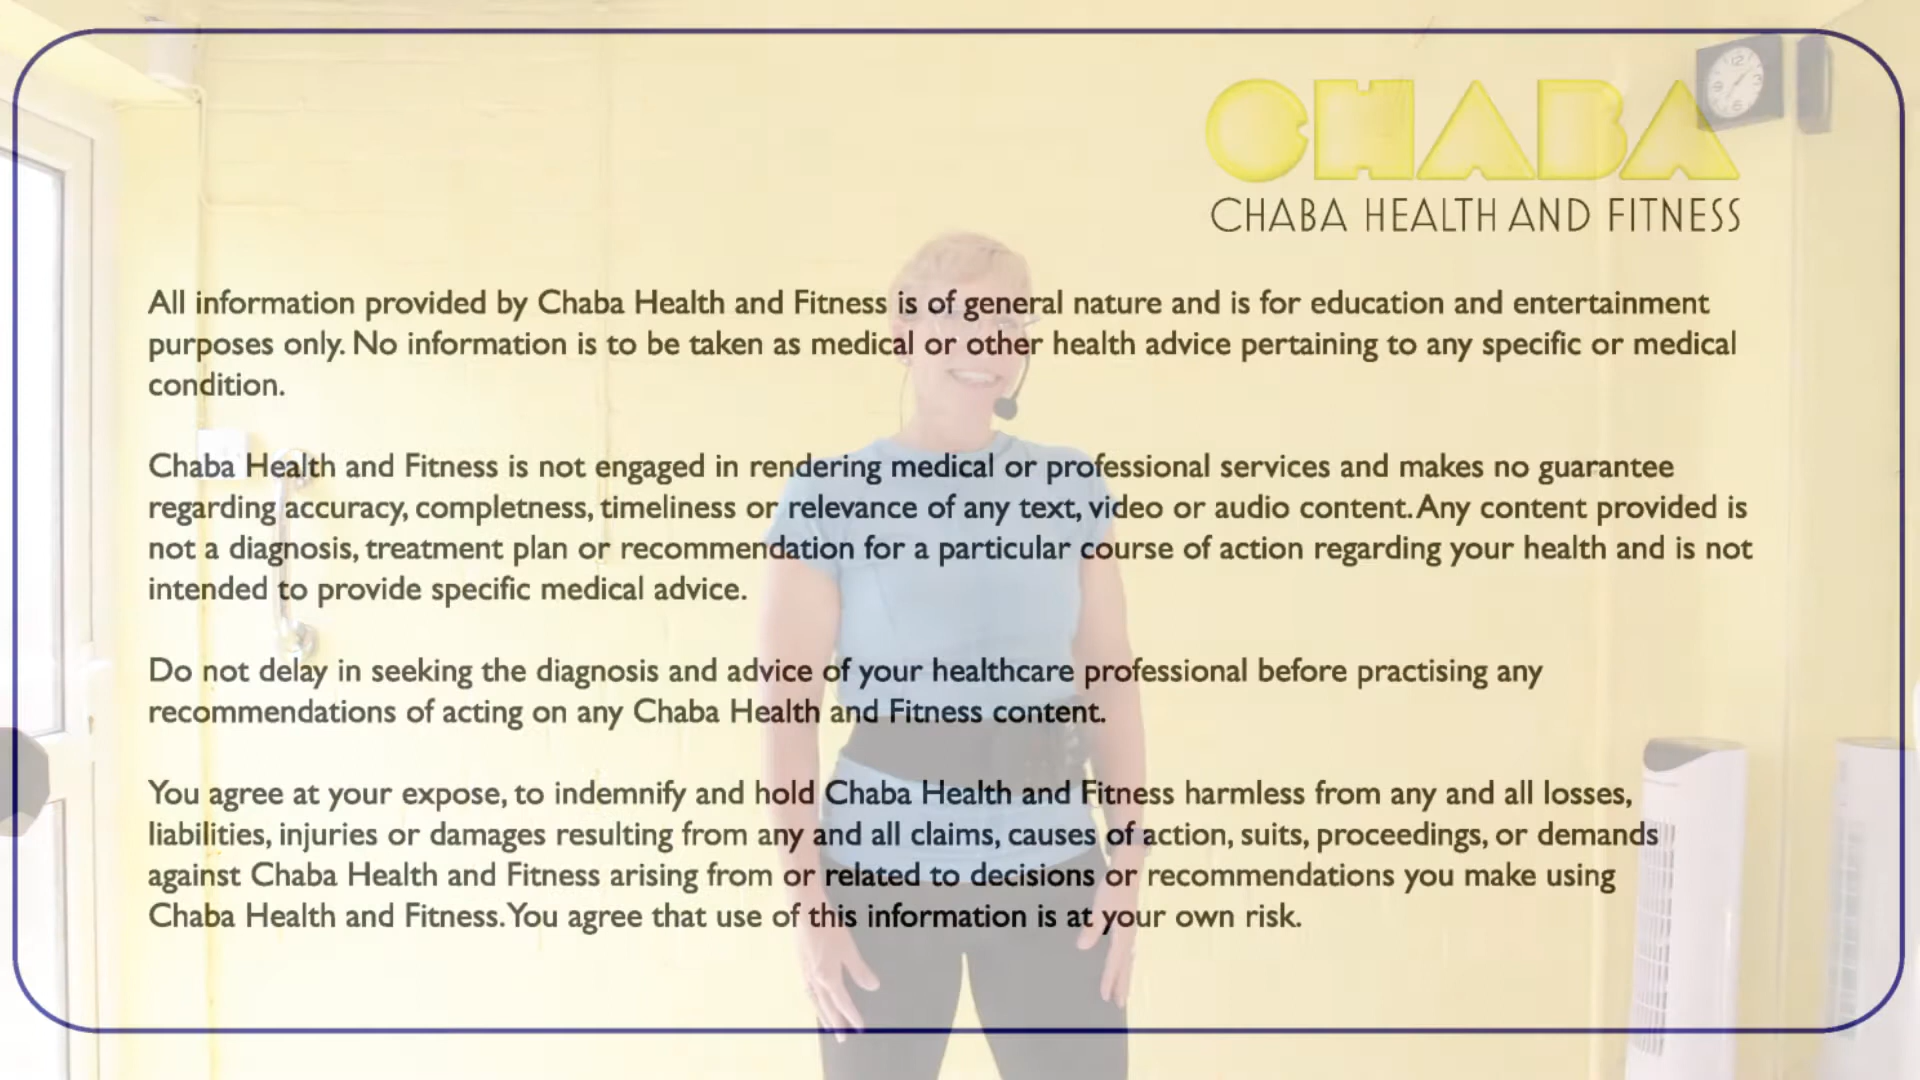 CHABA
CHABA HEALTH AND FITNESS
All information provided by Chaba Health and Fitness is of general nature and is for education and entertainment
purposes only. No information is to be taken as medical or other health advice pertaining to any specific or medical
condition.
Chaba Health and Fitness is not engaged in rendering medical or professional services and makes no guarantee
regarding accuracy, completness, timeliness or relevance of any text, video or audio content. Any content provided is
not a diagnosis, treatment plan or recommendation for a particular course of action regarding your health and is not
intended to provide specific medical advice.
Do not delay in seeking the diagnosis and advice of your healthcare professional before practising any
recommendations of acting on any Chaba Health and Fitness content.
You agree at your expose, to indemnify and hold Chaba Health and Fitness harmless from any and all losses,
liabilities, injuries or damages resulting from any and all claims, causes of action, suits, proceedings, or demands
against Chaba Health and Fitness arising from or related to decisions or recommendations you make using
Chaba Health and Fitness. You agree that use of this information is at your own risk.